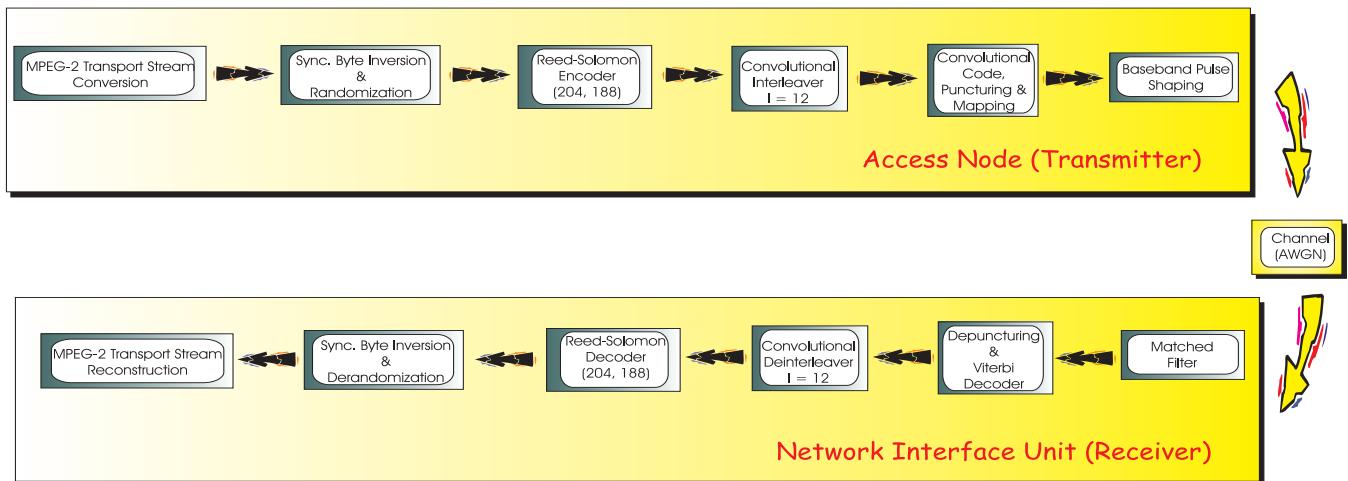 MPEG-2 Transport Stream
Conversion
Sync. Byte Inversion
&
Randomization
Reed-Solomon
Encoder
(204, 188)
Convolutional
Interleaver
I = 12
Convolutional
Code,
Puncturing &
Mapping
Baseband Pulse
Shaping
Access Node (Transmitter)
Channel
(AWGN)
MPEG-2 Transport Stream
Reconstruction
Sync. Byte Inversion
&
Derandomization
Reed-Solomon
Decoder
(204, 188)
Convolutional
Deinterleaver
I = 12
Depuncturing
&
Viterbi
Decoder
Matched
Filter
Network Interface Unit (Receiver)